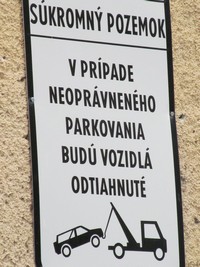 SÚKROMNÝ POZEMOK
V PRÍPADE
NEOPRÁVNENÉHO
PARKOVANIA
BUDÚ VOZIDLÁ
ODTIAHNUTÉ